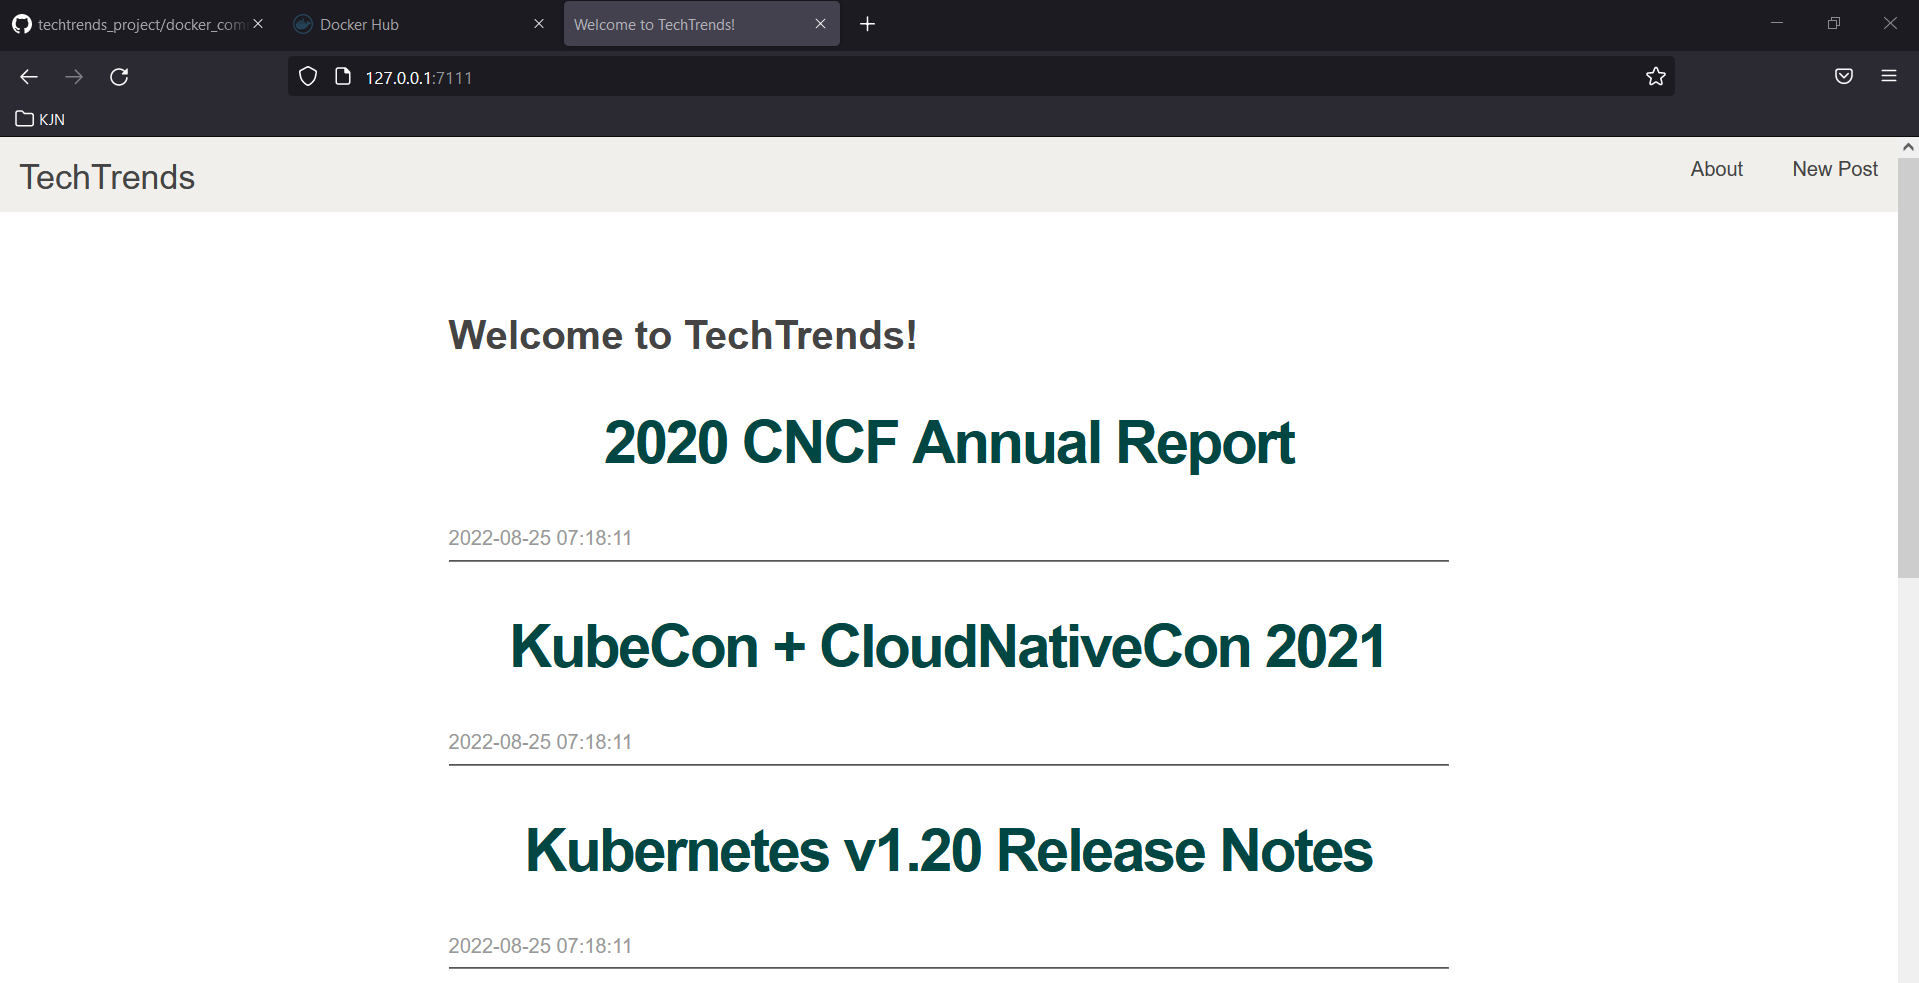 techtrends_project/docker_com
Docker Hub
Welcome to TechTrends!
127.0.0.1:7111
KJN
TechTrends
About
New Post
Welcome to TechTrends!
2020 CNCF Annual Report
2022-08-25 07:18:11
KubeCon + CloudNativeCon 2021
2022-08-25 07:18:11
Kubernetes v1.20 Release Notes
2022-08-25 07:18:11